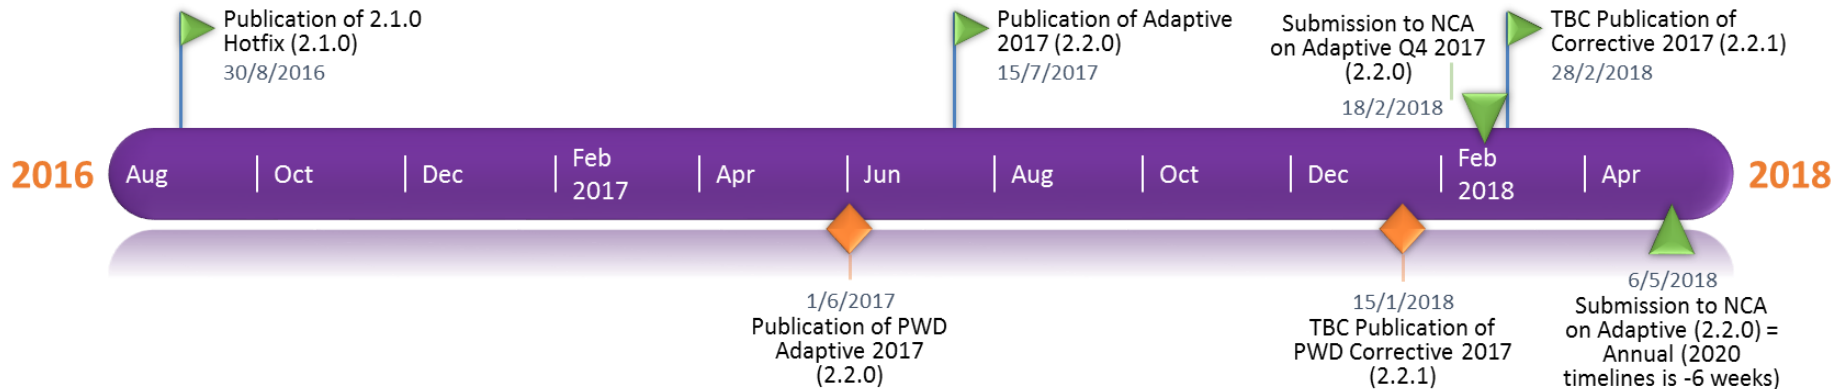 Publication of 2.1.0
Hotfix (2.1.0)
30/8/2016
Publication of Adaptive
2017 (2.2.0)
15/7/2017
Submission to NCA
on Adaptive Q4 2017
(2.2.0)
18/2/2018
TBC Publication of
Corrective 2017 (2.2.1)
28/2/2018
2016
Aug
Oct
Dec
Feb
2017
Apr
Jun
Aug
Oct
Dec
Feb
2018
Apr
2018
1/6/2017
Publication of PWD
Adaptive 2017
(2.2.0)
15/1/2018
TBC Publication of
PWD Corrective 2017
(2.2.1)
6/5/2018
Submission to NCA
on Adaptive (2.2.0) =
Annual (2020
timelines is -6 weeks)